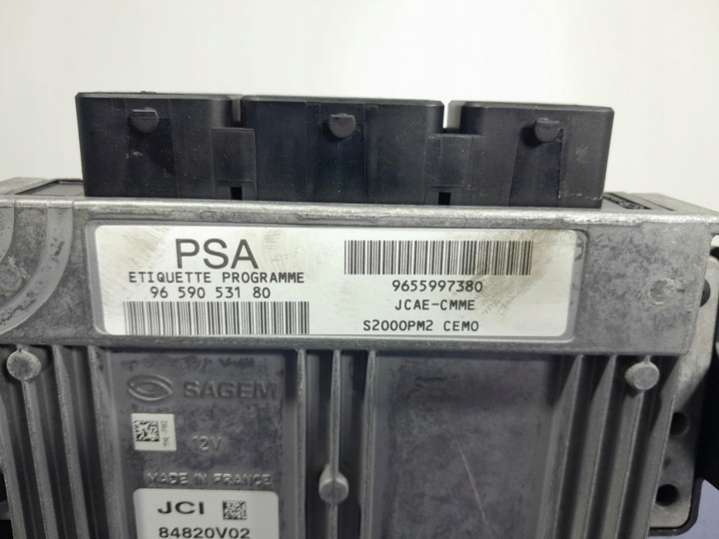 PSA
ETIQUETTE PROGRAMME
96 590 531 80
9655997380
JCAE-CMME
S2000PM2 CEMO
SAGEM
12V
MADE IN FRANCE
JCI
84820V02